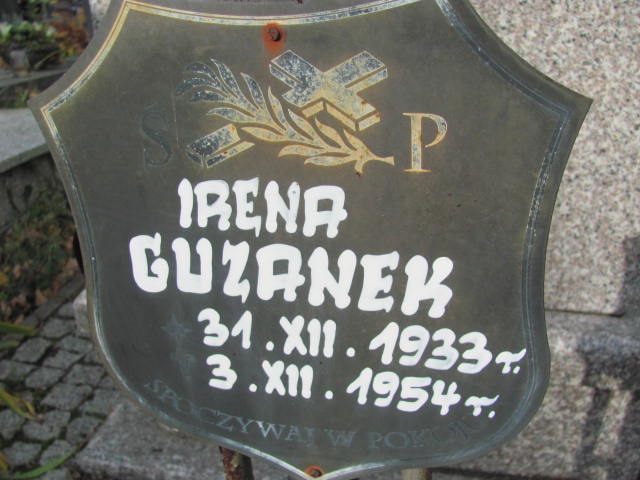 Ś P
IRENA
GUZANEK
31.XII.1933 r.
3.XII.1954 r.
SPOCZYWAJ W POKOJU